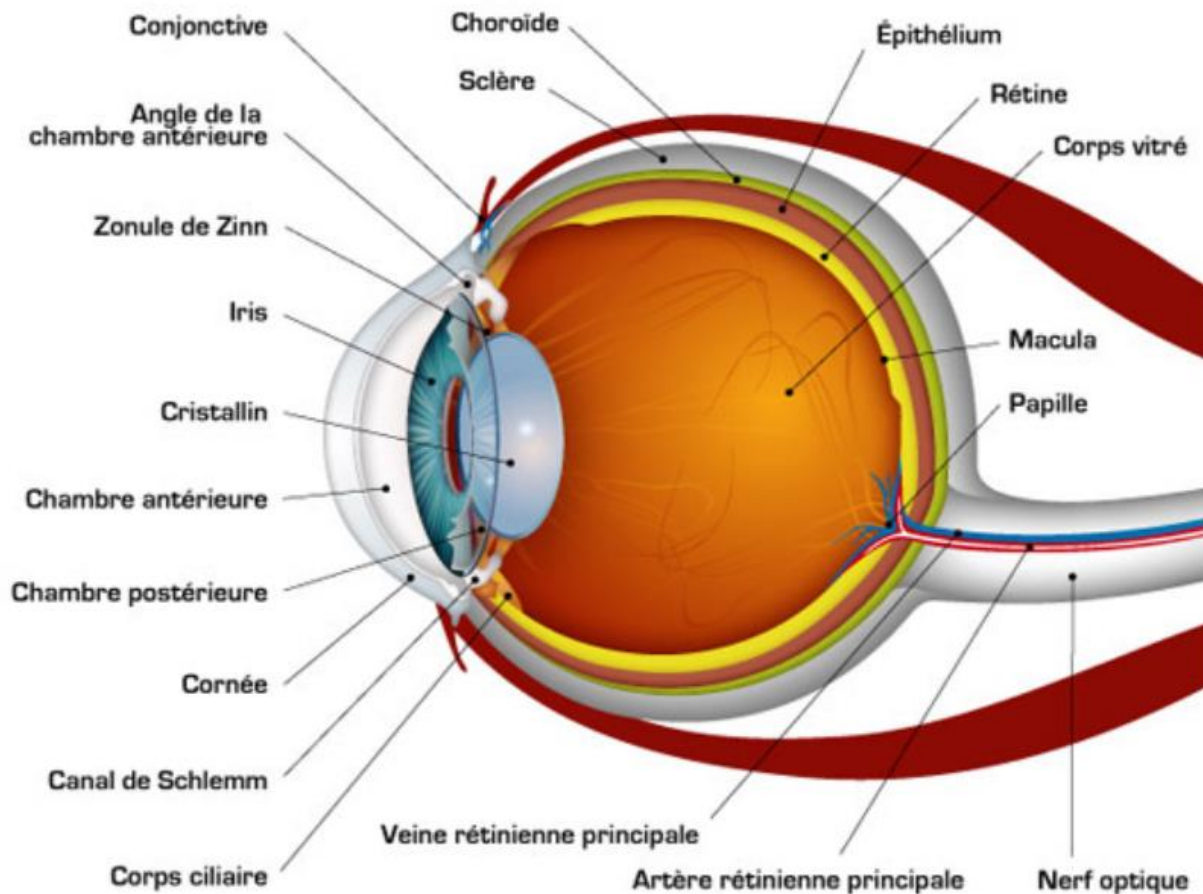 Conjonctive
Choroïde
Épithélium
Sclère
Rétine
Angle de la
chambre antérieure
Corps vitré
Zonule de Zinn
Iris
Macula
Cristallin
Papille
Chambre antérieure
Chambre postérieure
Cornée
Canal de Schlemm
Veine rétinienne principale
Corps ciliaire
Artère rétinienne principale
Nerf optique